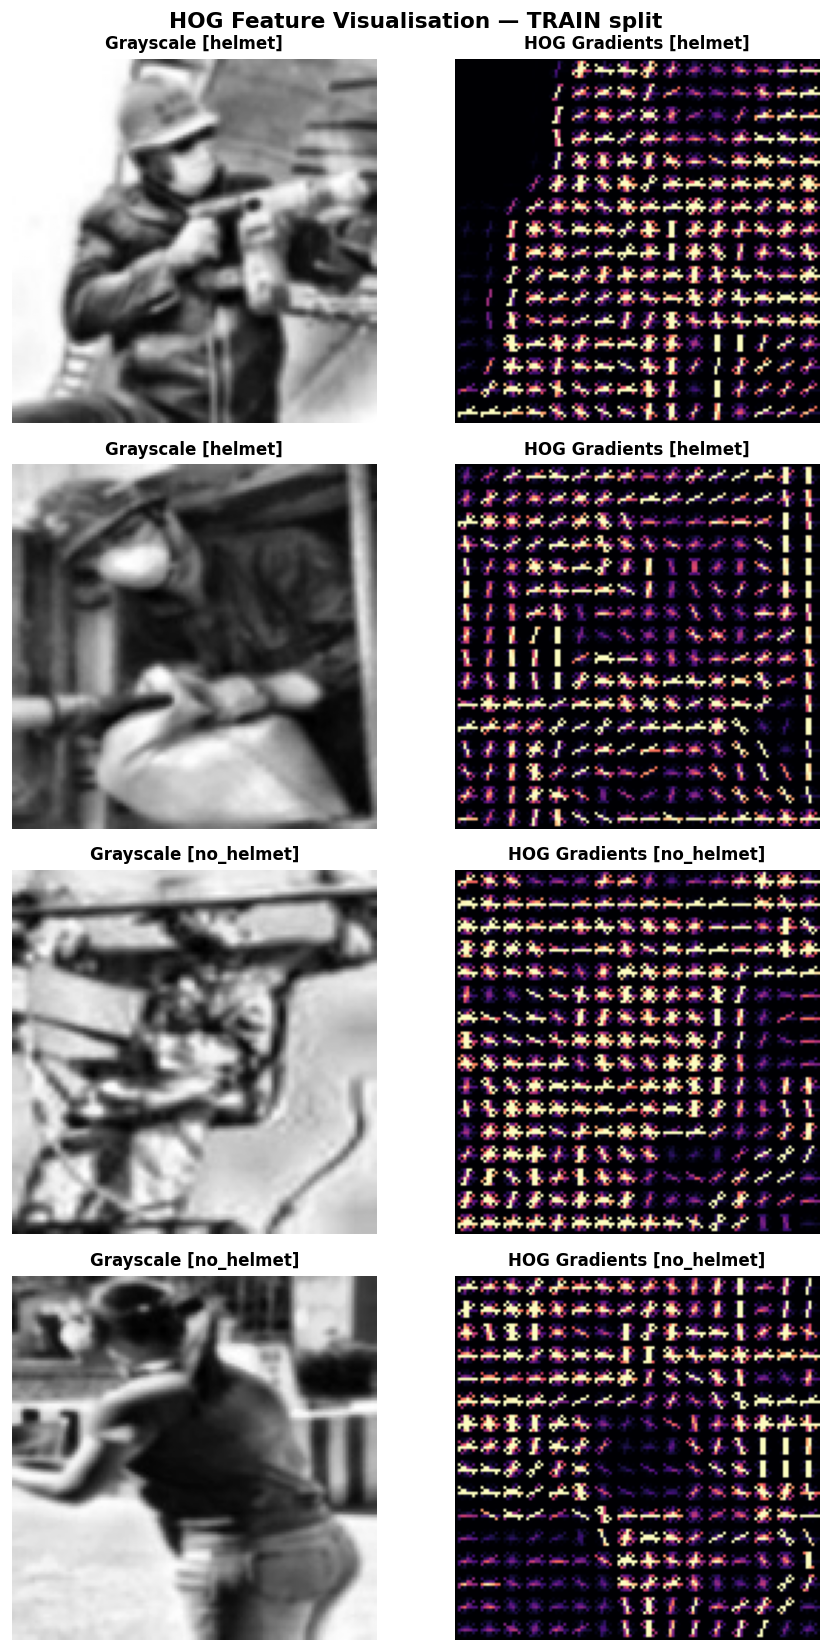 HOG Feature Visualisation — TRAIN split
Grayscale [helmet]
HOG Gradients [helmet]
Grayscale [helmet]
HOG Gradients [helmet]
Grayscale [no_helmet]
HOG Gradients [no_helmet]
Grayscale [no_helmet]
HOG Gradients [no_helmet]